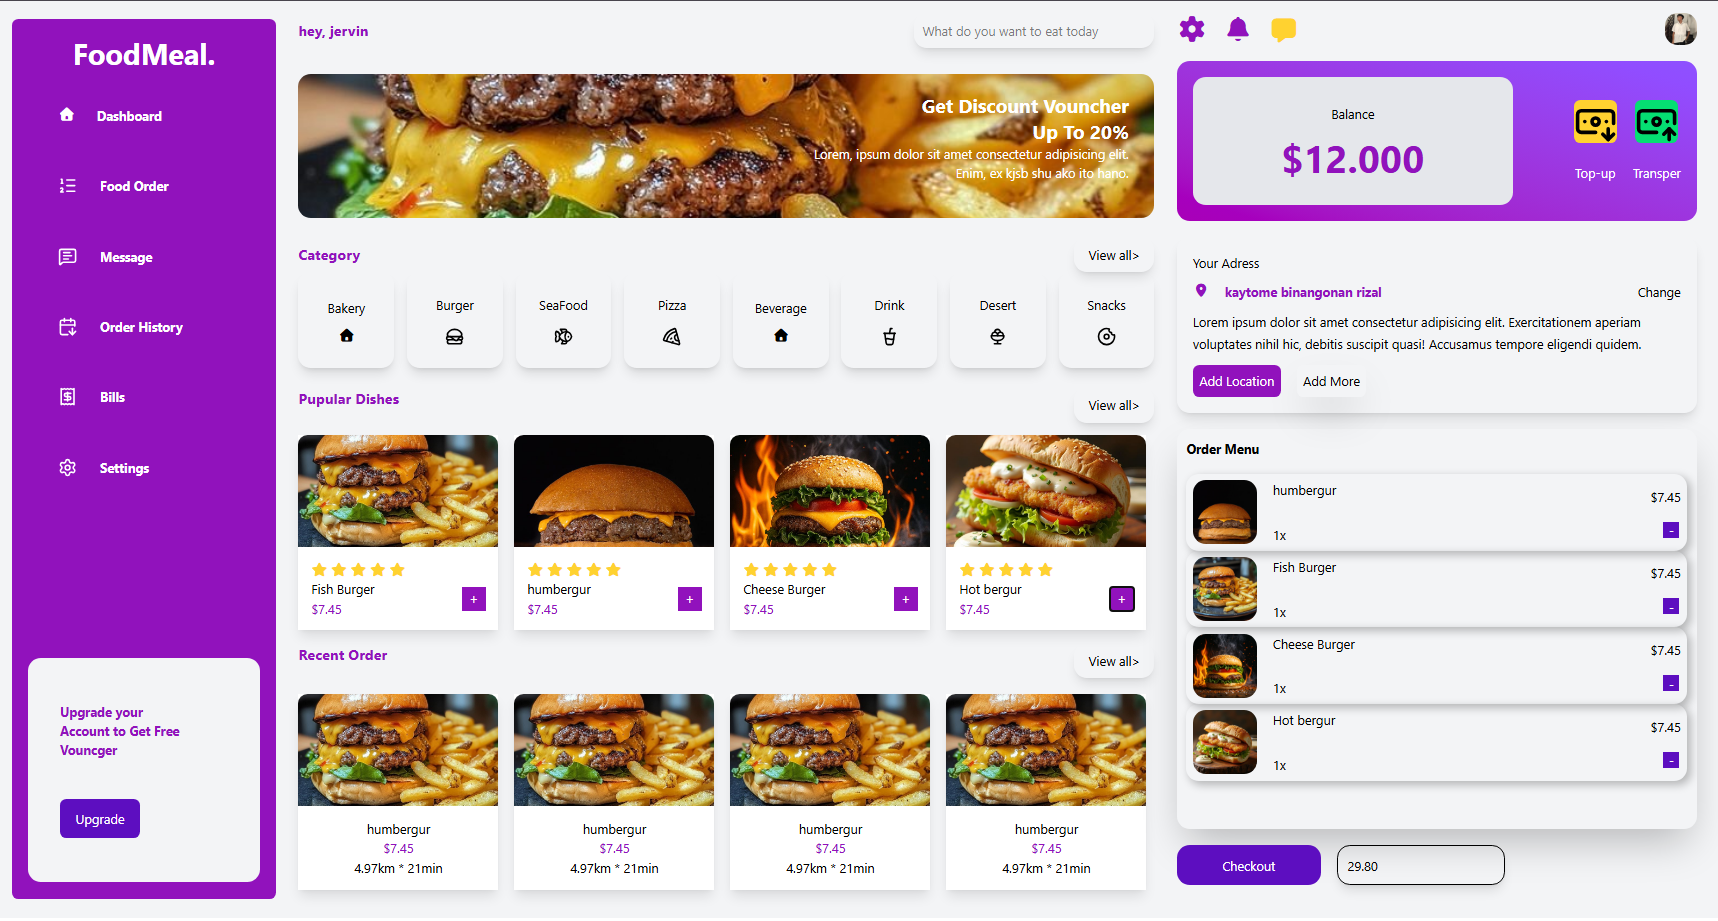 FoodMeal.
Dashboard
Food Order
Message
Order History
Bills
Settings
Upgrade your
Account to Get Free
Vouncger
Upgrade
hey, jervin
What do you want to eat today
Get Discount Vouncher
Up To 20%
Lorem, ipsum dolor sit amet consectetur adipisicing elit.
Enim, ex kjsb shu ako ito hano.
Category
View all>
Bakery
Burger
SeaFood
Pizza
Beverage
Drink
Desert
Snacks
Pupular Dishes
View all>
Fish Burger
$7.45
+
humbergur
$7.45
+
Cheese Burger
$7.45
+
Hot bergur
$7.45
+
Recent Order
View all>
humbergur
$7.45
4.97km * 21min
humbergur
$7.45
4.97km * 21min
humbergur
$7.45
4.97km * 21min
humbergur
$7.45
4.97km * 21min
Balance
$12.000
Top-up
Transper
Your Adress
kaytome binangonan rizal
Change
Lorem ipsum dolor sit amet consectetur adipisicing elit. Exercitationem aperiam
voluptates nihil hic, debitis suscipit quasi! Accusamus tempore eligendi quidem.
Add Location
Add More
Order Menu
humbergur
$7.45
1x
-
Fish Burger
$7.45
1x
-
Cheese Burger
$7.45
1x
-
Hot bergur
$7.45
1x
-
Checkout
29.80